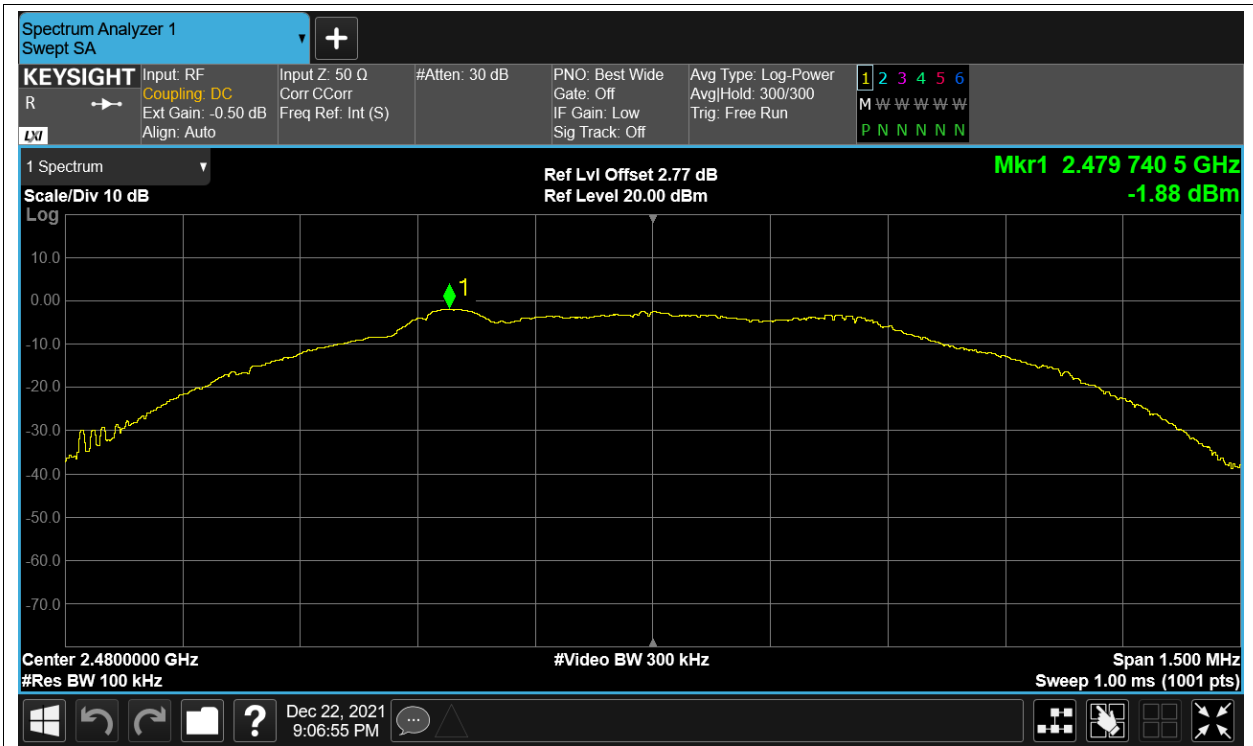 Spectrum Analyzer 1
Swept SA
KEYSIGHT
R
LXI
Input: RF
Coupling: DC
Ext Gain: -0.50 dB
Align: Auto
Input Z: 50 Ω
Corr CCorr
Freq Ref: Int (S)
#Atten: 30 dB
PNO: Best Wide
Gate: Off
IF Gain: Low
Sig Track: Off
Avg Type: Log-Power
Avg|Hold: 300/300
Trig: Free Run
1 2 3 4 5 6
M W W W W W
P N N N N N
1 Spectrum
Scale/Div 10 dB
Log
Ref Lvl Offset 2.77 dB
Ref Level 20.00 dBm
Mkr1 2.479 740 5 GHz
-1.88 dBm
10.0
0.00
-10.0
-20.0
-30.0
-40.0
-50.0
-60.0
-70.0
1
Center 2.4800000 GHz
#Res BW 100 kHz
#Video BW 300 kHz
Span 1.500 MHz
Sweep 1.00 ms (1001 pts)
?
Dec 22, 2021
9:06:55 PM